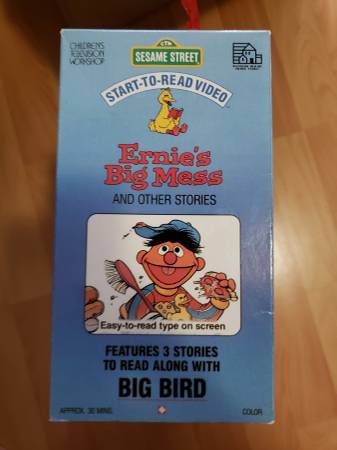 CHILDREN'S
TELEVISION
WORKSHOP
CTW
SESAME STREET
START-TO-READ VIDEO
Ernie's
Big Mess
AND OTHER STORIES
Easy-to-read type on screen
FEATURES 3 STORIES
TO READ ALONG WITH
BIG BIRD
APPROX. 30 MINS.
COLOR